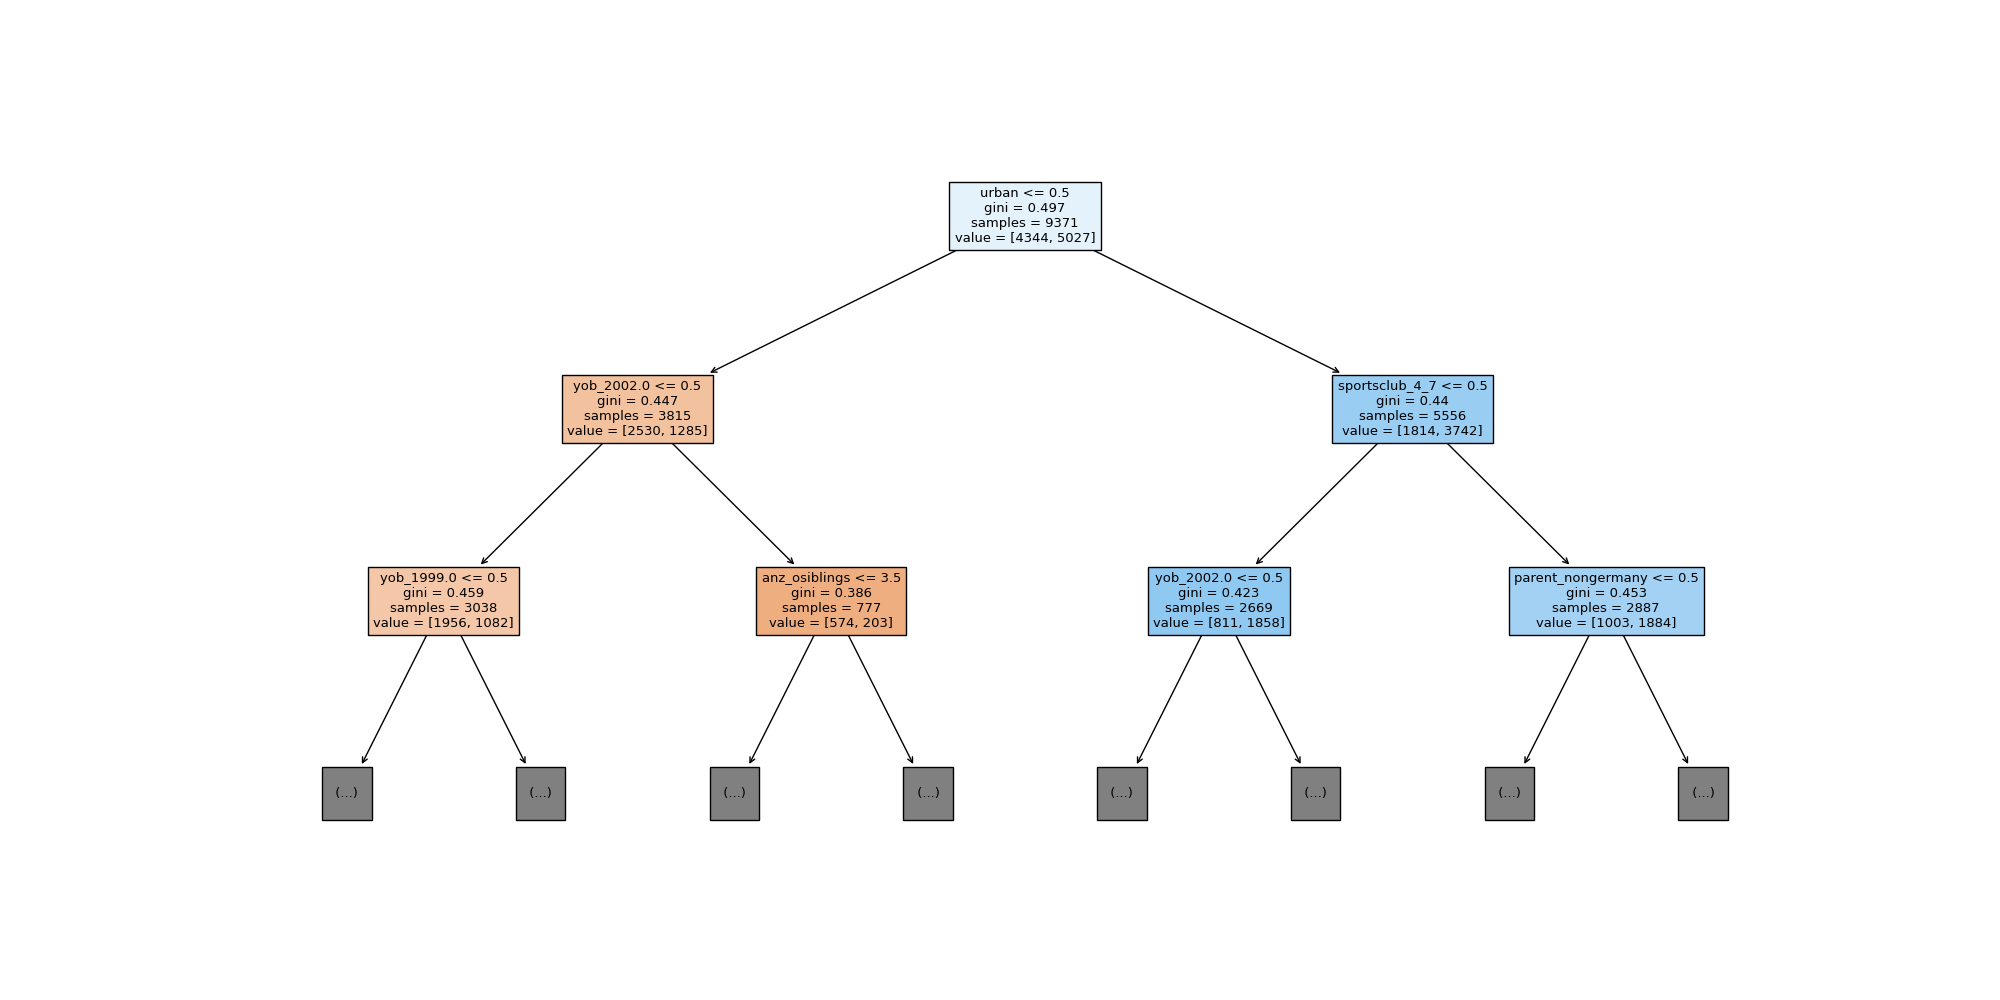 urban <= 0.5
gini = 0.497
samples = 9371
value = [4344, 5027]
yob_2002.0 <= 0.5
gini = 0.447
samples = 3815
value = [2530, 1285]
sportsclub_4_7 <= 0.5
gini = 0.44
samples = 5556
value = [1814, 3742]
yob_1999.0 <= 0.5
gini = 0.459
samples = 3038
value = [1956, 1082]
anz_osiblings <= 3.5
gini = 0.386
samples = 777
value = [574, 203]
yob_2002.0 <= 0.5
gini = 0.423
samples = 2669
value = [811, 1858]
parent_nongermany <= 0.5
gini = 0.453
samples = 2887
value = [1003, 1884]
(...)
(...)
(...)
(...)
(...)
(...)
(...)
(...)